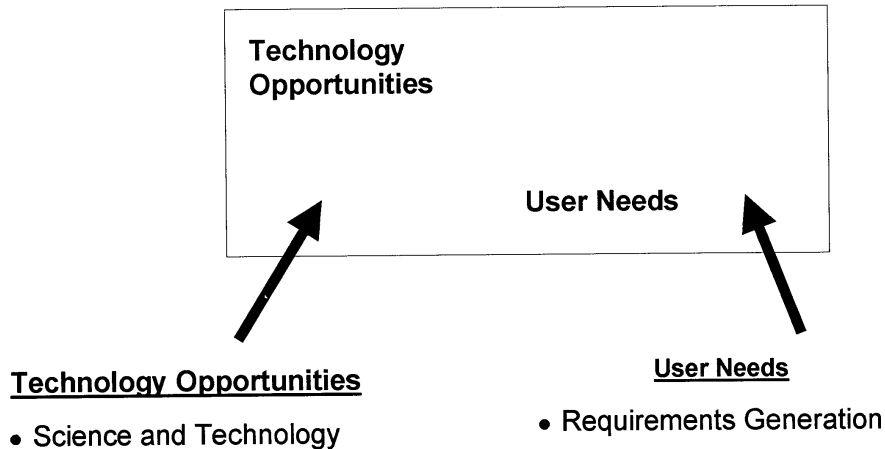 Technology
Opportunities
User Needs
Technology Opportunities
• Science and Technology
User Needs
• Requirements Generation